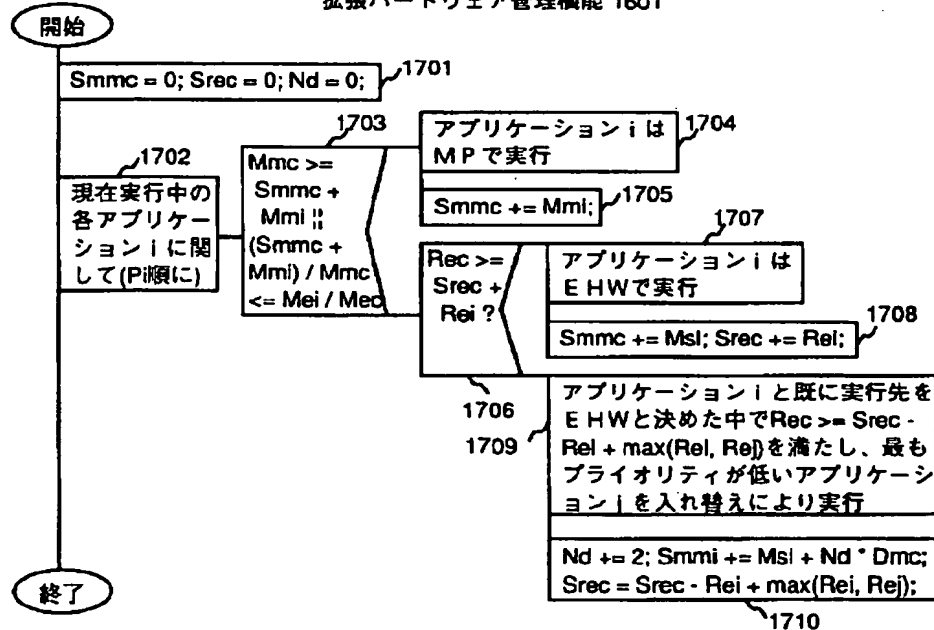 拡張ハードウェア管理機能 1601
開始
Smmc = 0; Srec = 0; Nd = 0;
1701
1702
現在実行中の
各アプリケー
ションiに関
して(Pi順に)
1703
Mmc >=
Smmc +
Mmi ||
(Smmc +
Mmi) / Mmc
<= Mei / Mec
アプリケーションiは
MPで実行
1704
Smmc += Mmi;
1705
Rec >=
Srec +
Rei ?
1706
1707
アプリケーションiは
EHWで実行
Smmc += Msi; Srec += Rei;
1708
1709
アプリケーションiと既に実行先を
EHWと決めた中でRec >= Srec -
Rei + max(Rei, Rej)を満たし、最も
プライオリティが低いアプリケーシ
ョンjを入れ替えにより実行
Nd += 2; Smmi += Msi + Nd * Dmc;
Srec = Srec - Rei + max(Rei, Rej);
1710
終了